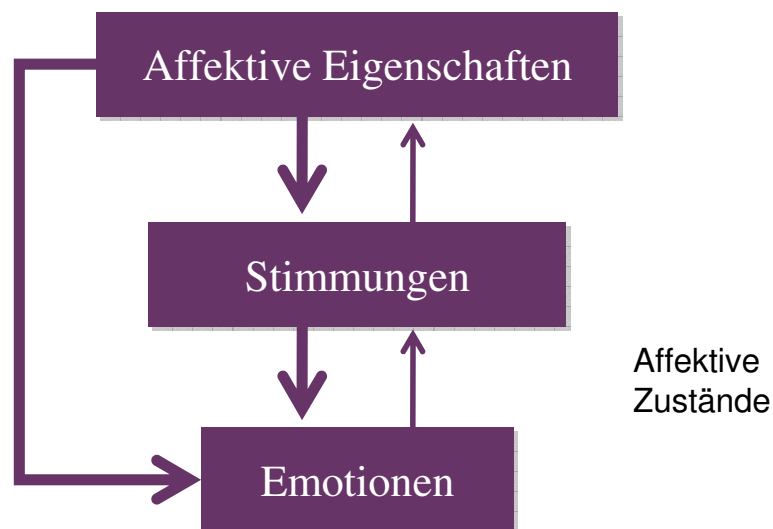 Affektive Eigenschaften
Stimmungen
Affektive
Zustände
Emotionen